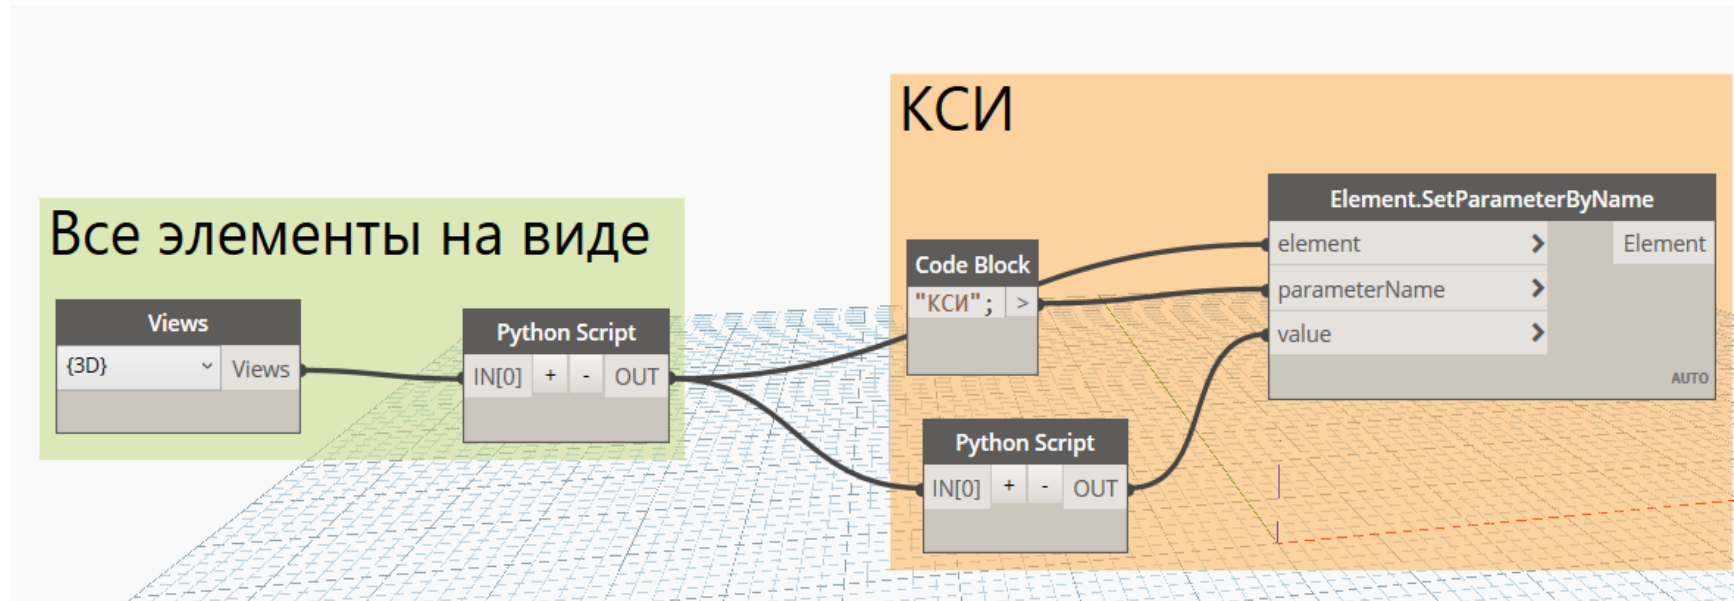 КСИ
Все элементы на виде
Views
{3D}
Views
Python Script
IN[0] + - OUT
Code Block
"КСИ"; >
Python Script
IN[0] + - OUT
Element.SetParameterByName
element
Element
parameterName
value
AUTO